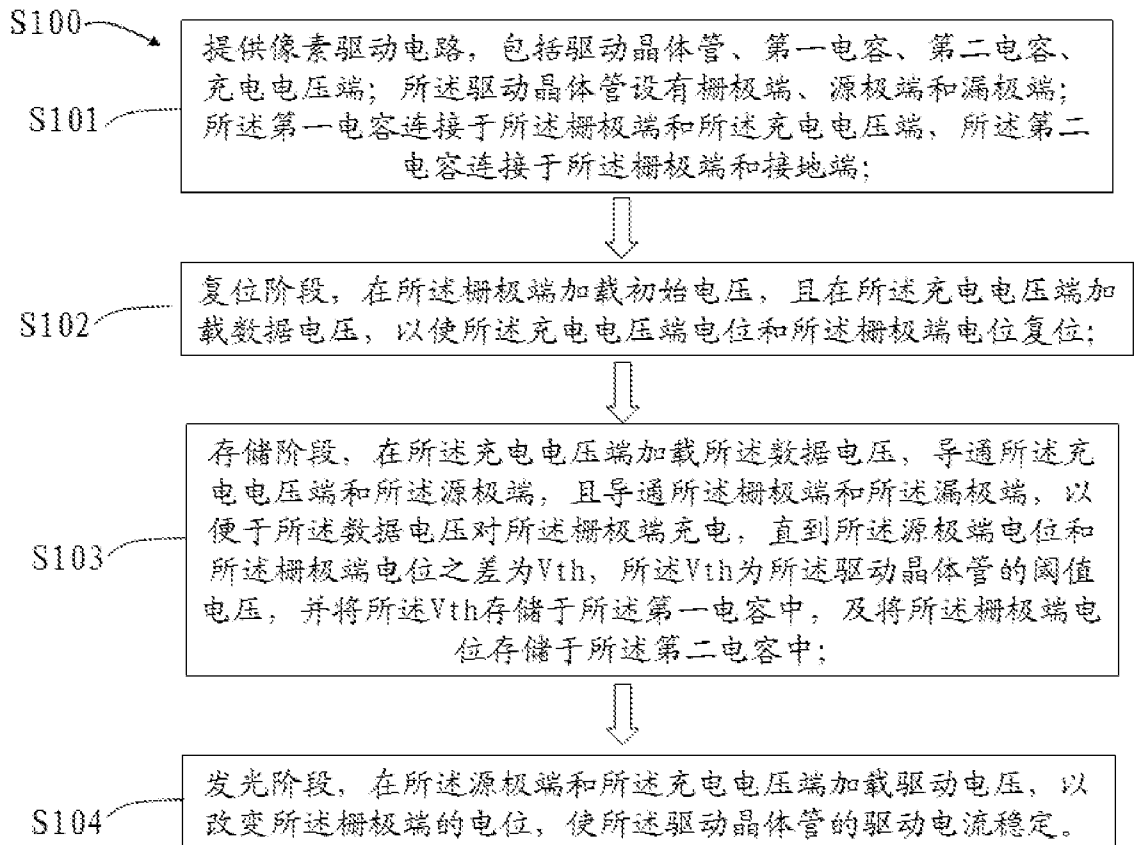 S100
提供像素驱动电路，包括驱动晶体管、第一电容、第二电容、
充电电压端；所述驱动晶体管设有栅极端、源极端和漏极端；
S101
所述第一电容连接于所述栅极端和所述充电电压端、所述第二
电容连接于所述栅极端和接地端；
复位阶段，在所述栅极端加载初始电压，且在所述充电电压端加
S102
载数据电压，以使所述充电电压端电位和所述栅极端电位复位；
存储阶段，在所述充电电压端加载所述数据电压，导通所述充
电电压端和所述源极端，且导通所述栅极端和所述漏极端，以
便于所述数据电压对所述栅极端充电，直到所述源极端电位和
S103
所述栅极端电位之差为Vth，所述Vth为所述驱动晶体管的阈值
电压，并将所述Vth存储于所述第一电容中，及将所述栅极端电
位存储于所述第二电容中；
发光阶段，在所述源极端和所述充电电压端加载驱动电压，以
S104
改变所述栅极端的电位，使所述驱动晶体管的驱动电流稳定。